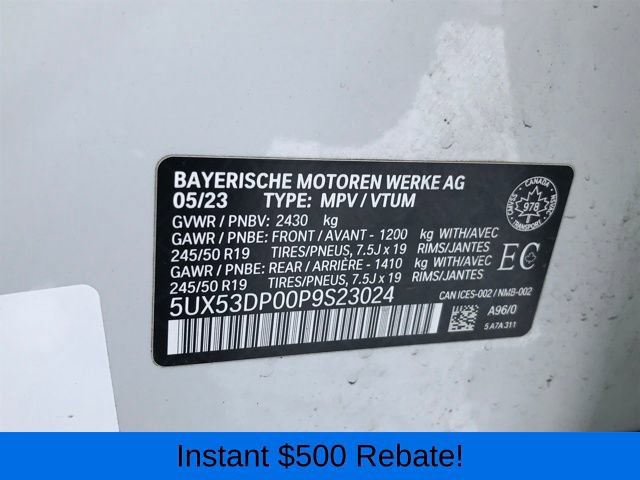 BAYERISCHE MOTOREN WERKE AG
05/23 TYPE: MPV / VTUM
GVWR / PNBV: 2430 kg
GAWR / PNBE: FRONT / AVANT - 1200 kg WITH/AVEC
245/50 R19 TIRES/PNEUS, 7.5J x 19 RIMS/JANTES
GAWR / PNBE: REAR / ARRIÈRE - 1410 kg WITH/AVEC
245/50 R19 TIRES/PNEUS, 7.5J x 19 RIMS/JANTES
CANADA
978
EC
5UX53DP00P9S23024
CAN ICES-002 / NMB-002
A96/0
5 A7A 311
Instant $500 Rebate!